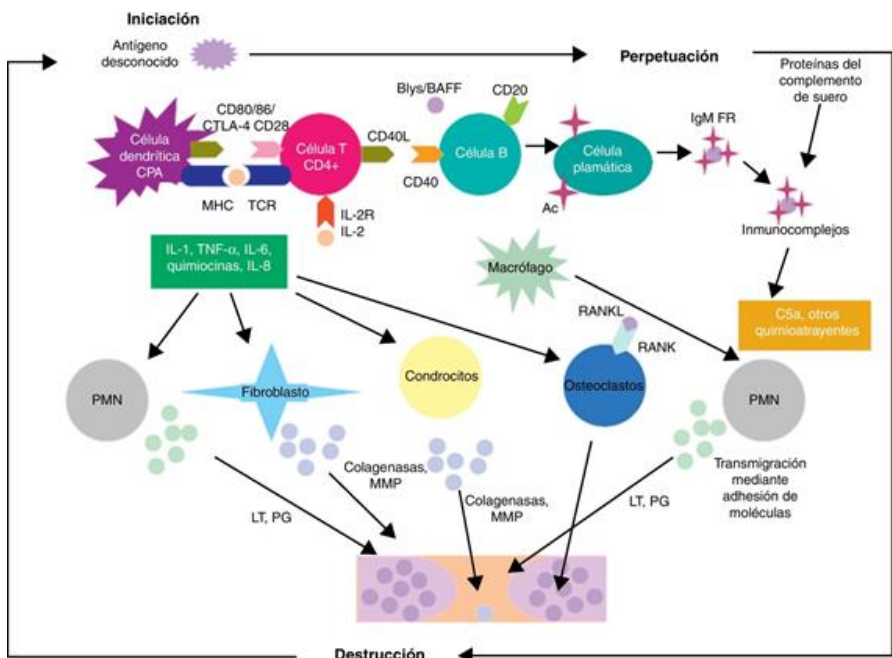 Iniciación
Antígeno
desconocido
Perpetuación
Proteínas del
complemento
de suero
Blys/BAFF
CD20
CD80/86/
CTLA-4 CD28
IgM FR
Célula
dendrítica
CPA
Célula T
CD4+
CD40L
Célula B
Célula
plamática
CD40
MHC
TCR
Ac
IL-2R
IL-2
Inmunocomplejos
IL-1, TNF-α, IL-6,
quimiocinas, IL-8
Macrófago
RANKL
RANK
C5a, otros
quimioatrayentes
PMN
Fibroblasto
Condrocitos
Osteoclastos
PMN
Colagenasas,
MMP
Colagenasas,
MMP
Transmigración
mediante
adhesión de
moléculas
LT, PG
LT, PG
Destrucción